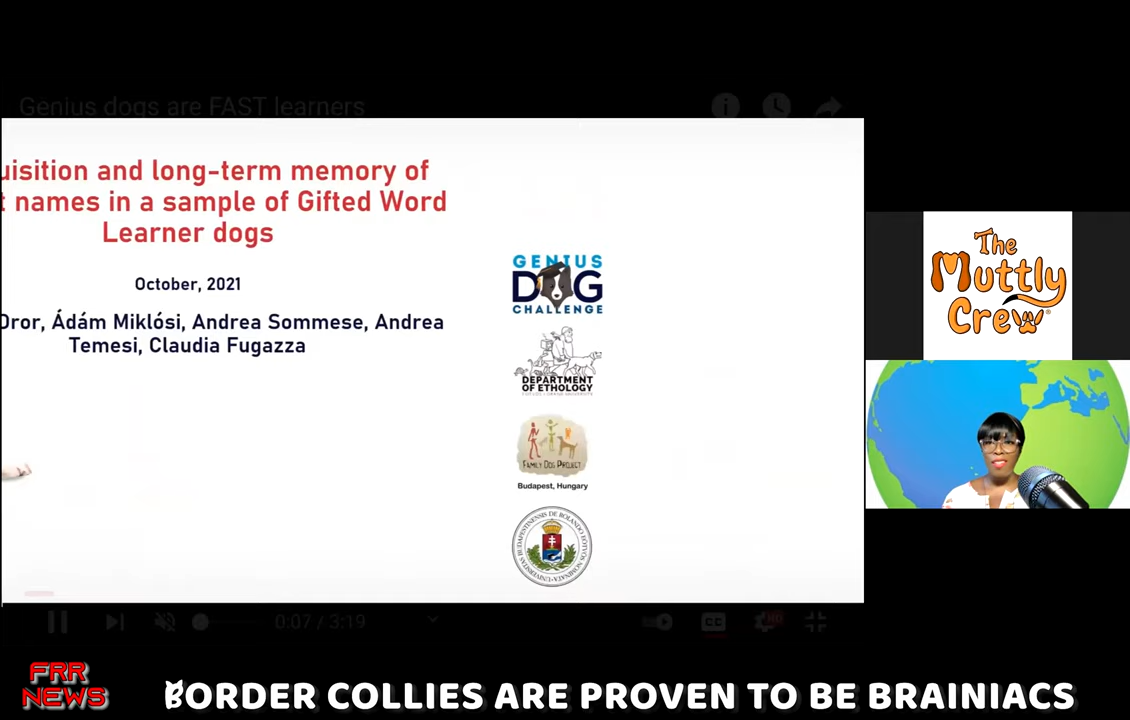 Genius dogs are FAST learners
uisition and long-term memory of
t names in a sample of Gifted Word
Learner dogs
October, 2021
Dror, Ádám Miklósi, Andrea Sommese, Andrea
Temesi, Claudia Fugazza
GENIUS
DOG
CHALLENGE
DEPARTMENT
OF ETHOLOGY
FAMILY DOG PROJECT
Budapest, Hungary
The
Muttly
Crew®
0:07 / 3:19
CC
HD
FRR
NEWS
BORDER COLLIES ARE PROVEN TO BE BRAINIACS